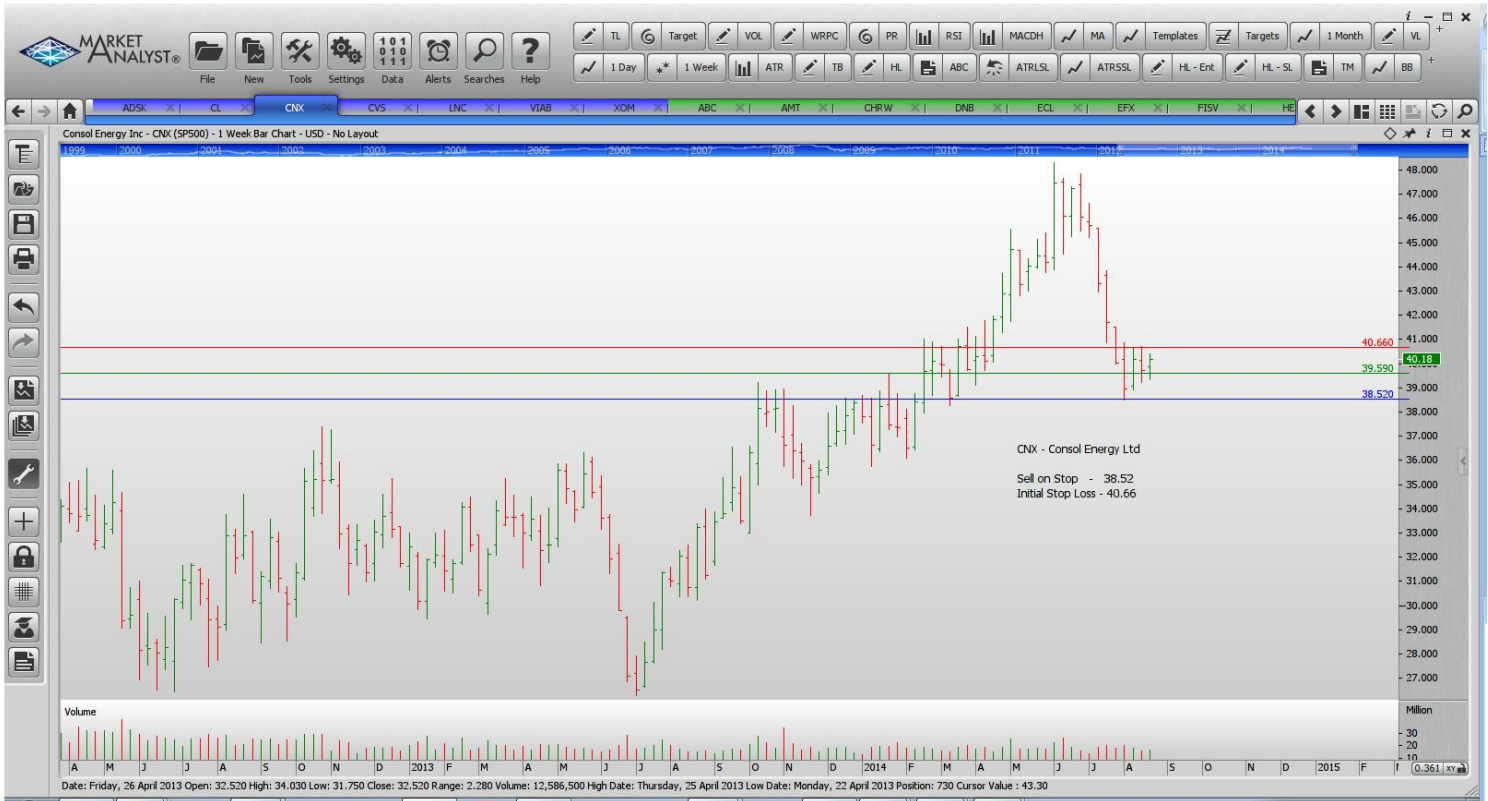 i
MARKET
ANALYST®
File New Tools Settings Data Alerts Searches Help
101
010
111
TL Target VOL WRPC PR RSI MACDH MA Templates Targets 1 Month VL +
1 Day 1 Week ATR TB HL ABC ATRLSL ATRSSL HL - Ent HL - SL TM BB +
ADSK CL CNX CVS LNC VIAB XOM ABC AMT CHRW DNB ECL EFX FISV HE
Consol Energy Inc - CNX (SP500) - 1 Week Bar Chart - USD - No Layout
1999 2000 2001 2002 2003 2004 2005 2006 2007 2008 2009 2010 2011 2012 2013 2014
48.000
47.000
46.000
45.000
44.000
43.000
42.000
41.000
40.660
40.18
39.590
39.000
38.520
38.000
37.000
CNX - Consol Energy Ltd
36.000
Sell on Stop - 38.52
35.000
Initial Stop Loss - 40.66
34.000
33.000
32.000
31.000
30.000
29.000
28.000
27.000
Volume
Million
30
20
10
A M J J A S O N D 2013 F M A M J J A S O N D 2014 F M A M J J A S O N D 2015 F
0.361 XY
Date: Friday, 26 April 2013 Open: 32.520 High: 34.030 Low: 31.750 Close: 32.520 Range: 2.280 Volume: 12,586,500 High Date: Thursday, 25 April 2013 Low Date: Monday, 22 April 2013 Position: 730 Cursor Value : 43.30